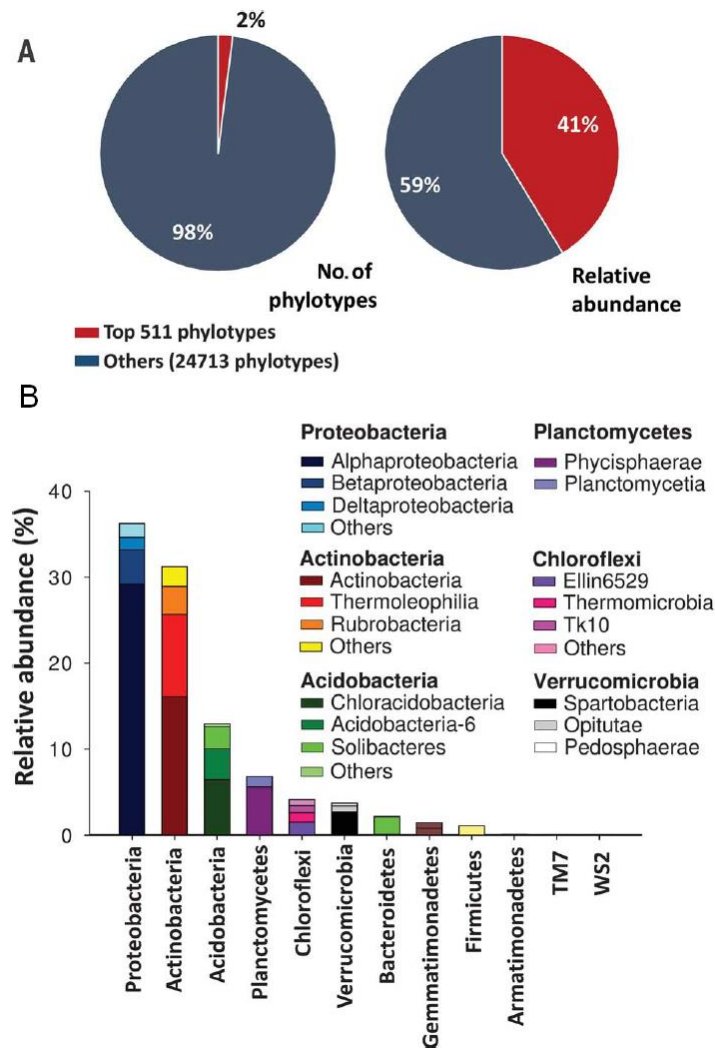 A
2%
98%
No. of
phylotypes
41%
59%
Relative
abundance
Top 511 phylotypes
Others (24713 phylotypes)
B
Relative abundance (%)
40
30
20
10
0
Proteobacteria
Alphaproteobacteria
Betaproteobacteria
Deltaproteobacteria
Others
Actinobacteria
Actinobacteria
Thermoleophilia
Rubrobacteria
Others
Acidobacteria
Chloracidobacteria
Acidobacteria-6
Solibacteres
Others
Planctomycetes
Phycisphaerae
Planctomycetia
Chloroflexi
Ellin6529
Thermomicrobia
Tk10
Others
Verrucomicrobia
Spartobacteria
Opitutae
Pedosphaerae
Proteobacteria
Actinobacteria
Acidobacteria
Planctomycetes
Chloroflexi
Verrucomicrobia
Bacteroidetes
Gemmatimonadetes
Firmicutes
Armatimonadetes
TM7
WS2